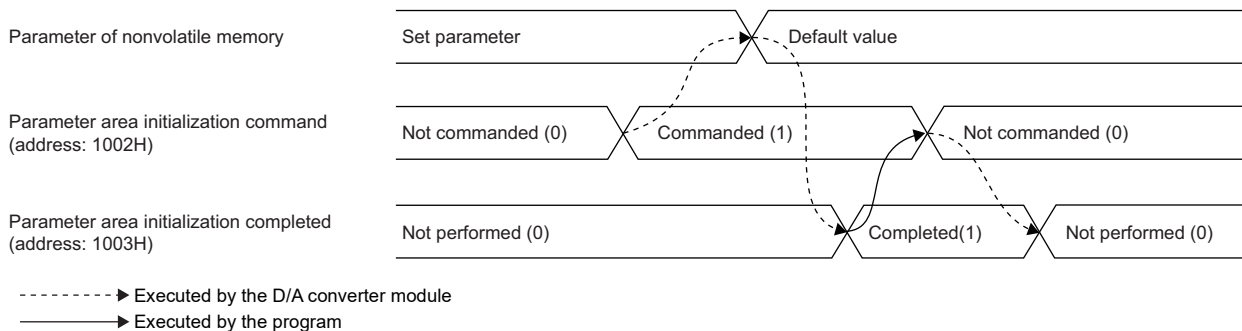 Parameter of nonvolatile memory
Set parameter
Default value
Parameter area initialization command
(address: 1002H)
Not commanded (0)
Commanded (1)
Not commanded (0)
Parameter area initialization completed
(address: 1003H)
Not performed (0)
Completed(1)
Not performed (0)
Executed by the D/A converter module
Executed by the program